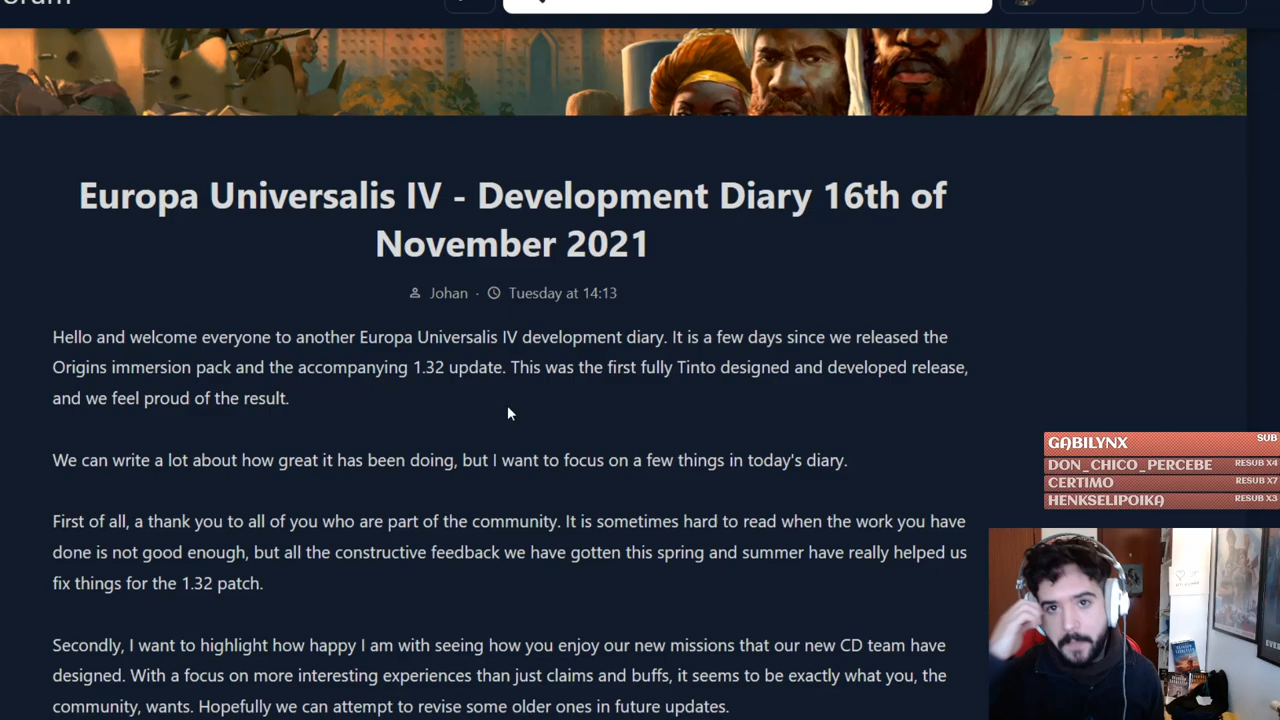 Europa Universalis IV - Development Diary 16th of
November 2021
Johan · Tuesday at 14:13
Hello and welcome everyone to another Europa Universalis IV development diary. It is a few days since we released the
Origins immersion pack and the accompanying 1.32 update. This was the first fully Tinto designed and developed release,
and we feel proud of the result.
We can write a lot about how great it has been doing, but I want to focus on a few things in today's diary.
First of all, a thank you to all of you who are part of the community. It is sometimes hard to read when the work you have
done is not good enough, but all the constructive feedback we have gotten this spring and summer have really helped us
fix things for the 1.32 patch.
Secondly, I want to highlight how happy I am with seeing how you enjoy our new missions that our new CD team have
designed. With a focus on more interesting experiences than just claims and buffs, it seems to be exactly what you, the
community, wants. Hopefully we can attempt to revise some older ones in future updates.
GABILYNX SUB
DON_CHICO_PERCEBE RESUB X4
CERTIMO RESUB X7
HENKSELIPOIKA RESUB X3